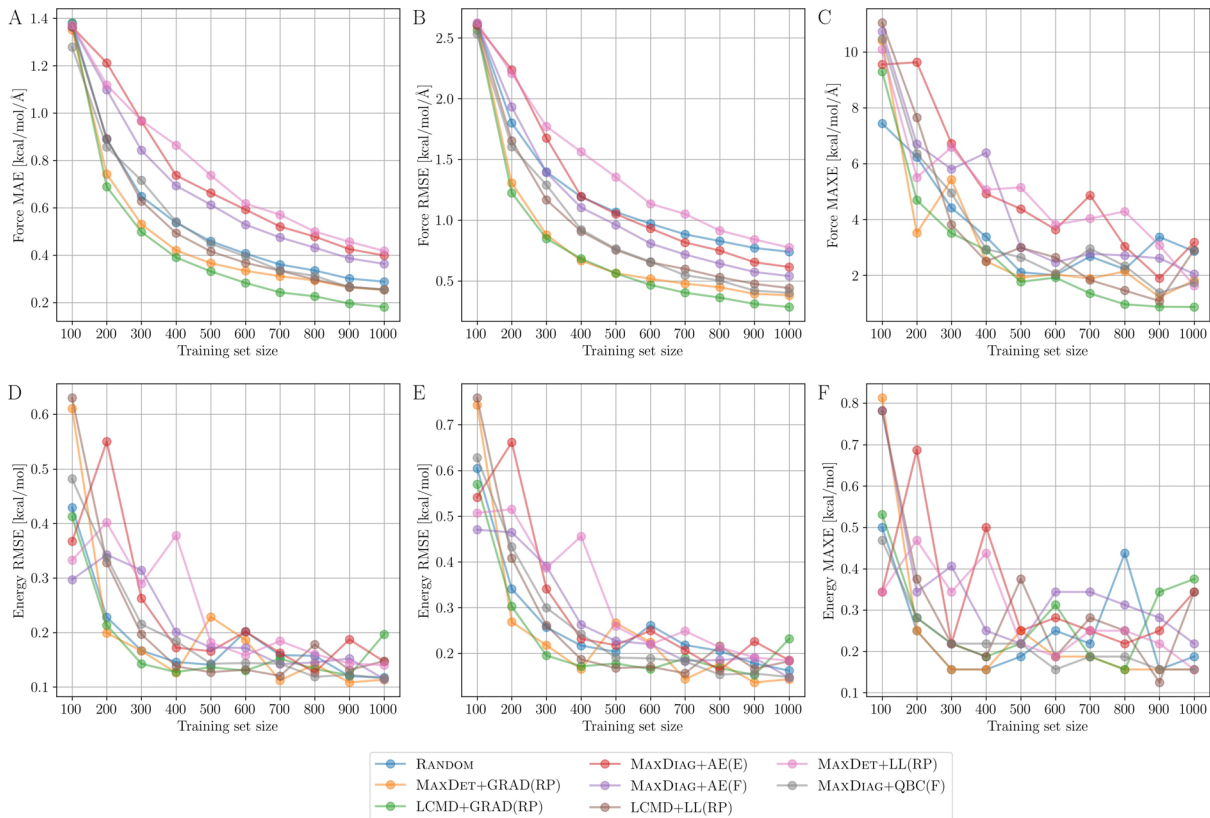 A
Force MAE [kcal/mol/Å]
1.4
1.2
1.0
0.8
0.6
0.4
0.2
100 200 300 400 500 600 700 800 900 1000
Training set size
B
Force RMSE [kcal/mol/Å]
2.5
2.0
1.5
1.0
0.5
100 200 300 400 500 600 700 800 900 1000
Training set size
C
Force MAXE [kcal/mol/Å]
10
8
6
4
2
100 200 300 400 500 600 700 800 900 1000
Training set size
D
Energy RMSE [kcal/mol]
0.6
0.5
0.4
0.3
0.2
0.1
100 200 300 400 500 600 700 800 900 1000
Training set size
E
Energy RMSE [kcal/mol]
0.7
0.6
0.5
0.4
0.3
0.2
100 200 300 400 500 600 700 800 900 1000
Training set size
F
Energy MAXE [kcal/mol]
0.8
0.7
0.6
0.5
0.4
0.3
0.2
0.1
100 200 300 400 500 600 700 800 900 1000
Training set size
RANDOM
MAXDET+GRAD(RP)
LCMD+GRAD(RP)
MAXDIAG+AE(E)
MAXDIAG+AE(F)
LCMD+LL(RP)
MAXDET+LL(RP)
MAXDIAG+QBC(F)